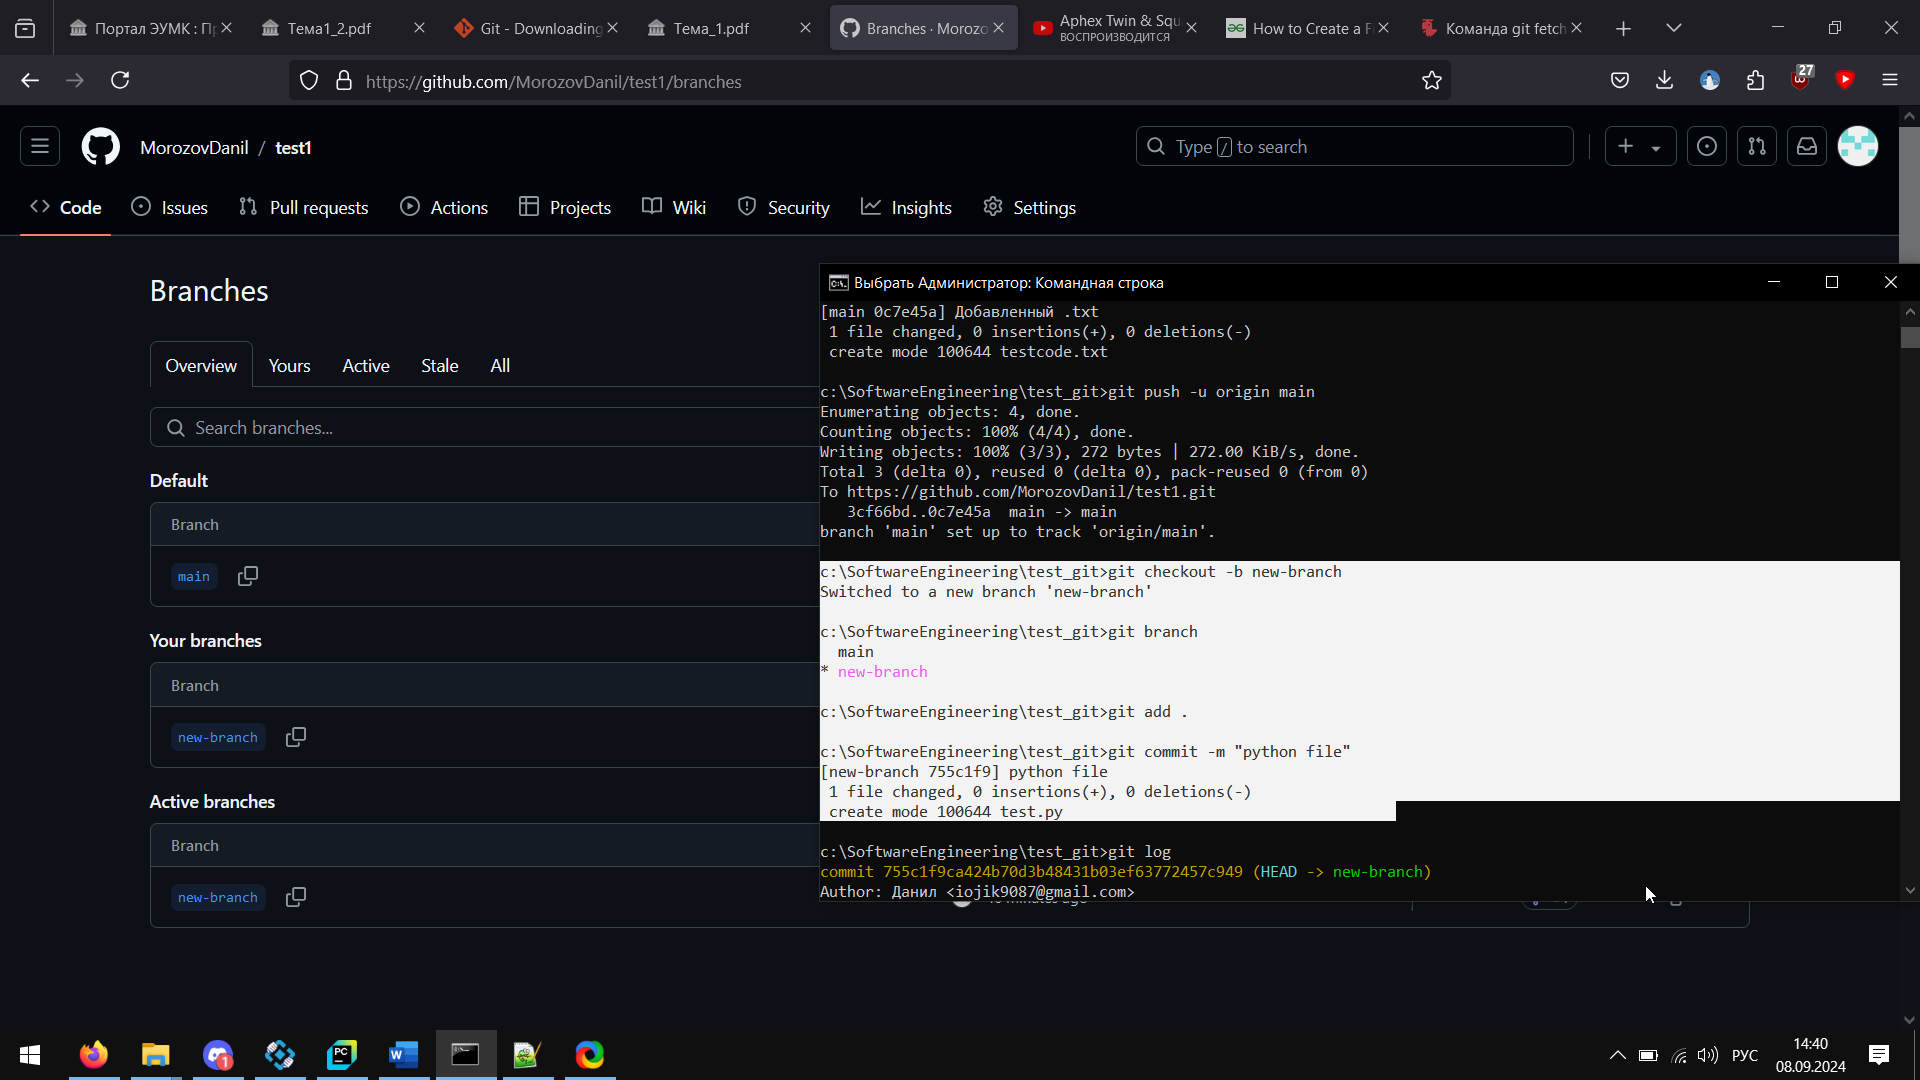 Портал ЭУМК : П
Тема1_2.pdf
Git - Downloading
Тема_1.pdf
Branches · Morozo
Aphex Twin & Squ
ВОСПРОИЗВОДИТСЯ
How to Create a Fi
Команда git fetch
https://github.com/MorozovDanil/test1/branches
27
MorozovDanil / test1
Type / to search
Code
Issues
Pull requests
Actions
Projects
Wiki
Security
Insights
Settings
Branches
Overview
Yours
Active
Stale
All
Search branches...
Default
Branch
main
Your branches
Branch
new-branch
Active branches
Branch
new-branch
Выбрать Администратор: Командная строка
[main 0c7e45a] Добавленный .txt
1 file changed, 0 insertions(+), 0 deletions(-)
create mode 100644 testcode.txt
c:\SoftwareEngineering\test_git>git push -u origin main
Enumerating objects: 4, done.
Counting objects: 100% (4/4), done.
Writing objects: 100% (3/3), 272 bytes | 272.00 KiB/s, done.
Total 3 (delta 0), reused 0 (delta 0), pack-reused 0 (from 0)
To https://github.com/MorozovDanil/test1.git
3cf66bd..0c7e45a  main -> main
branch 'main' set up to track 'origin/main'.
c:\SoftwareEngineering\test_git>git checkout -b new-branch
Switched to a new branch 'new-branch'
c:\SoftwareEngineering\test_git>git branch
main
* new-branch
c:\SoftwareEngineering\test_git>git add .
c:\SoftwareEngineering\test_git>git commit -m "python file"
[new-branch 755c1f9] python file
1 file changed, 0 insertions(+), 0 deletions(-)
create mode 100644 test.py
c:\SoftwareEngineering\test_git>git log
commit 755c1f9ca424b70d3b48431b03ef63772457c949 (HEAD -> new-branch)
Author: Данил <iojik9087@gmail.com>
1
PC
РУС
14:40
08.09.2024